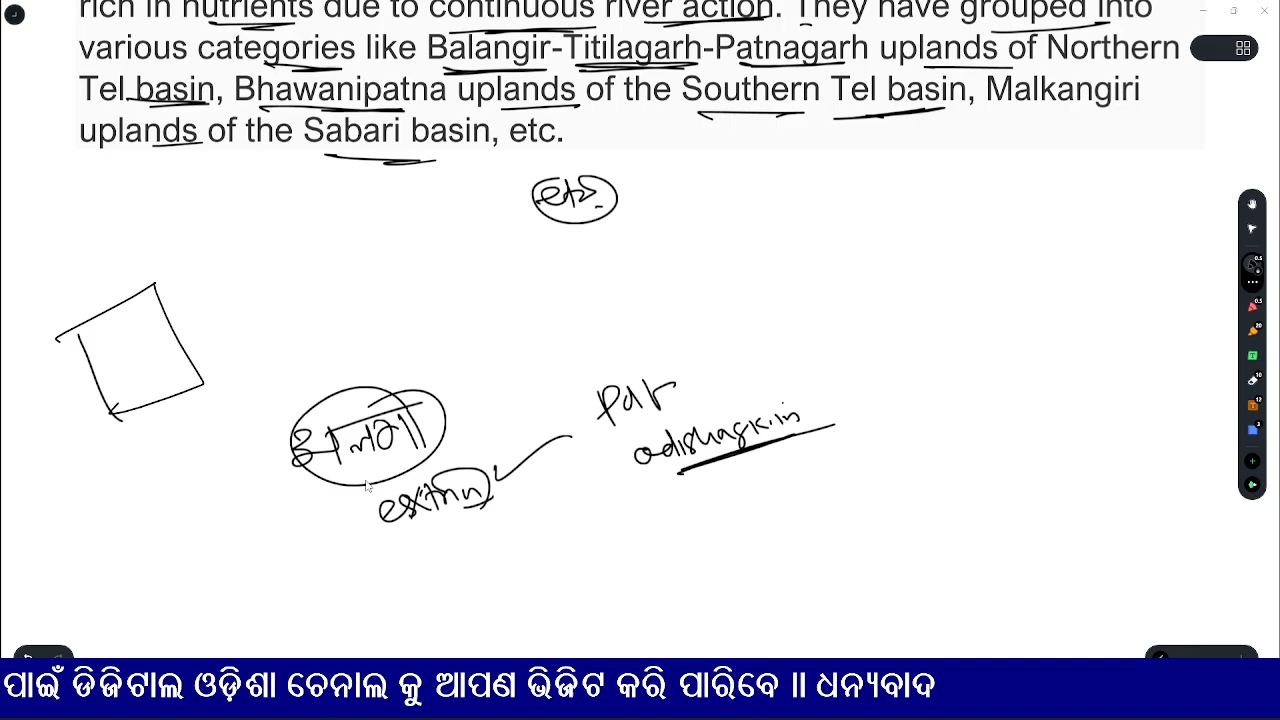 rich in nutrients due to continuous river action. They have grouped into
various categories like Balangir-Titilagarh-Patnagarh uplands of Northern
Tel basin, Bhawanipatna uplands of the Southern Tel basin, Malkangiri
uplands of the Sabari basin, etc.
etc.
odishagk.in
ପାଇଁ ଡିଜିଟାଲ ଓଡ଼ିଶା ଚେନାଲ କୁ ଆପଣ ଭିଜିଟ କରି ପାରିବେ ॥ ଧନ୍ୟବାଦ